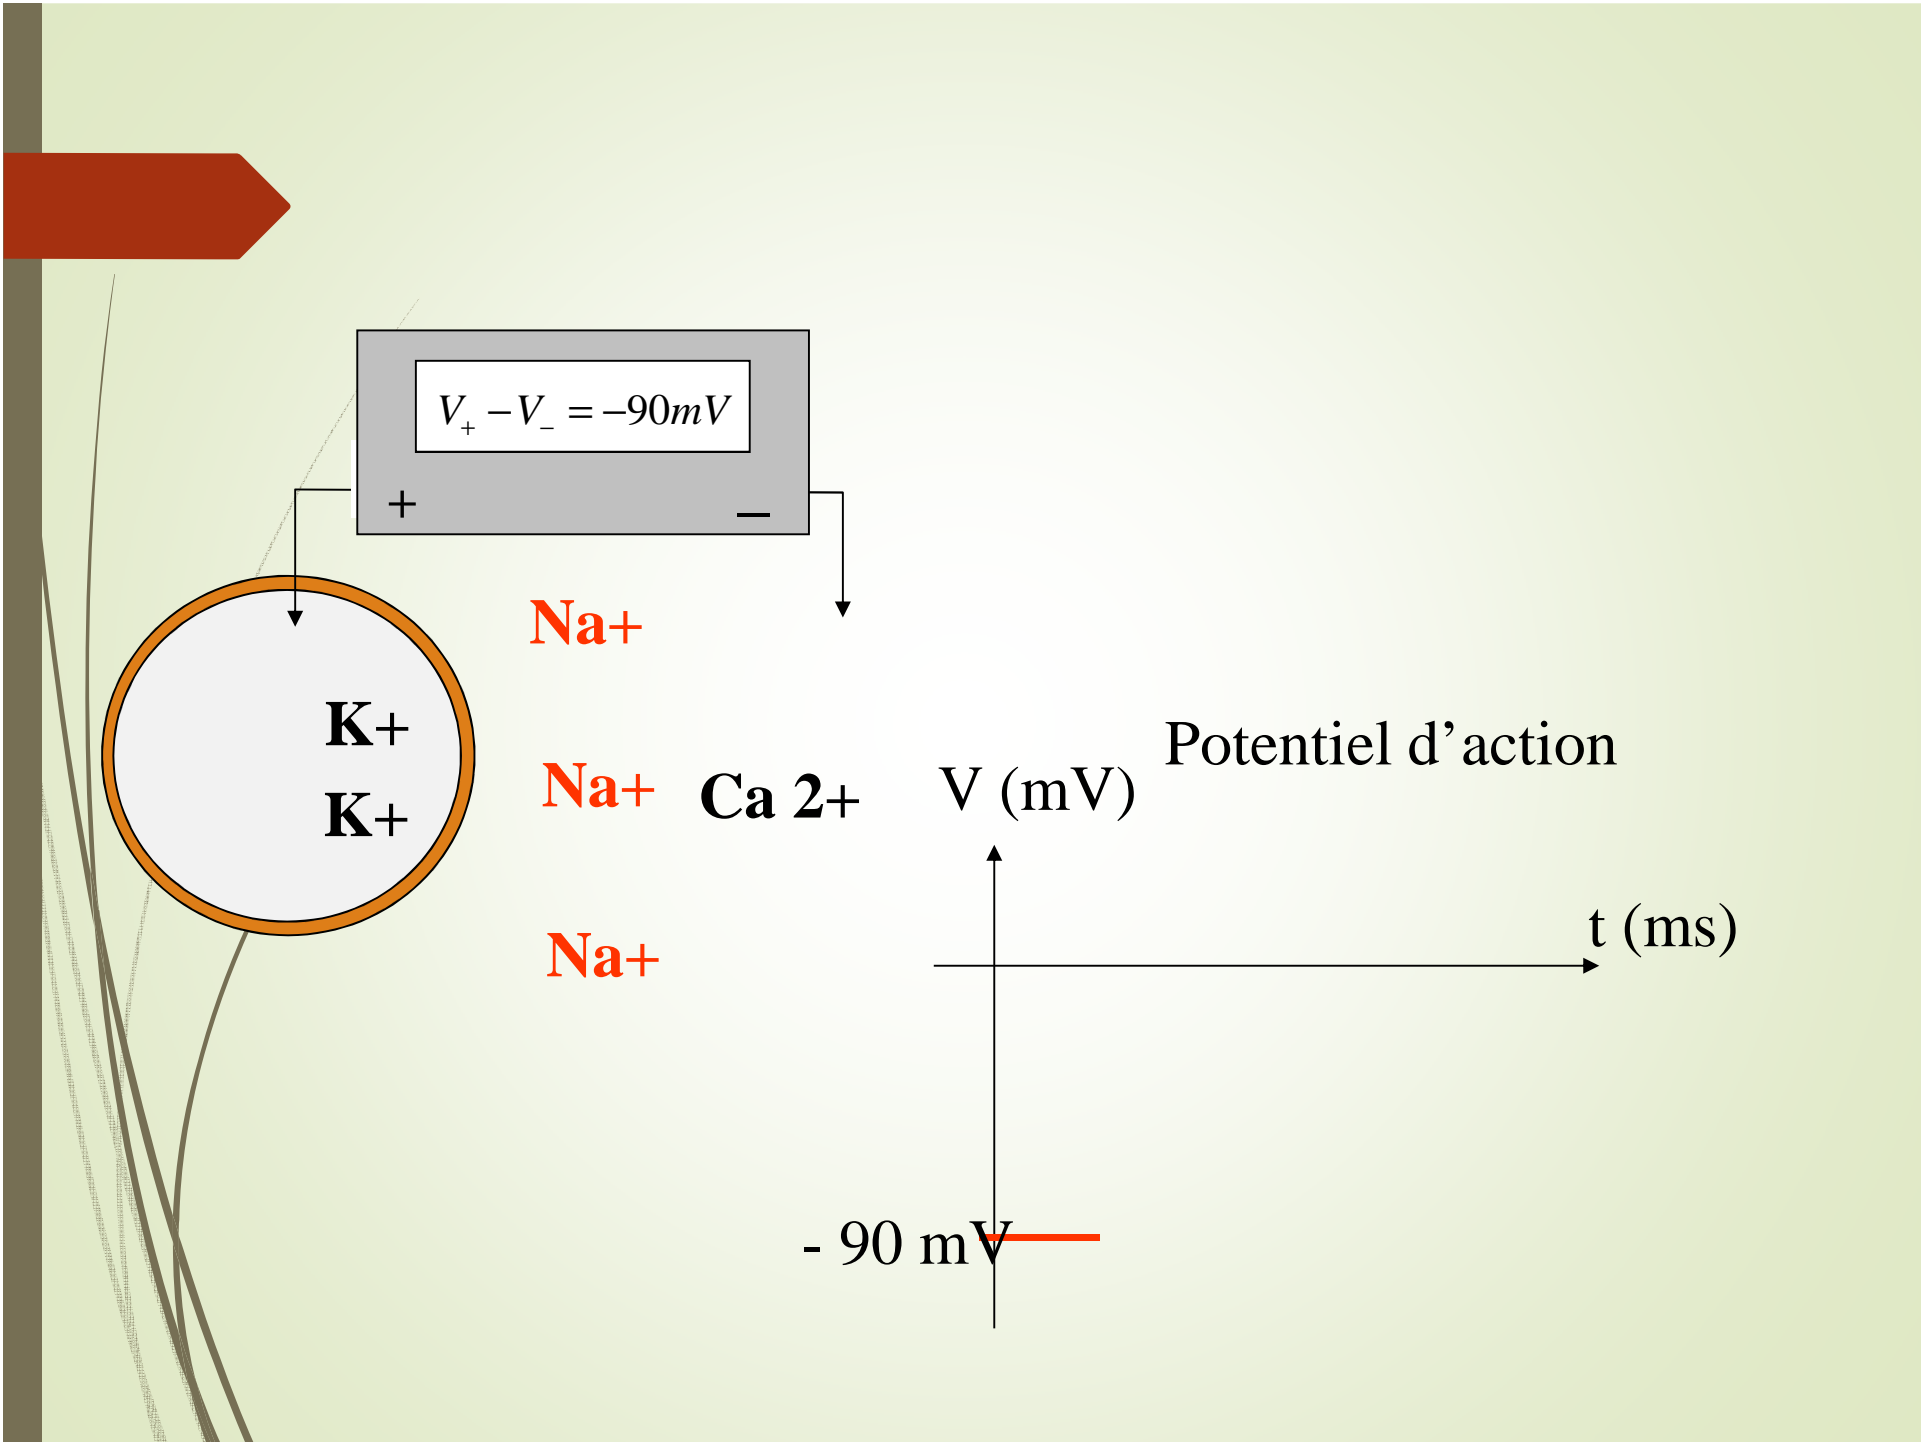 V₊ − V₋ = −90mV
+ −
Na+
K+
Na+
K+
Ca 2+
Na+
Potentiel d’action
V (mV)
t (ms)
- 90 mV